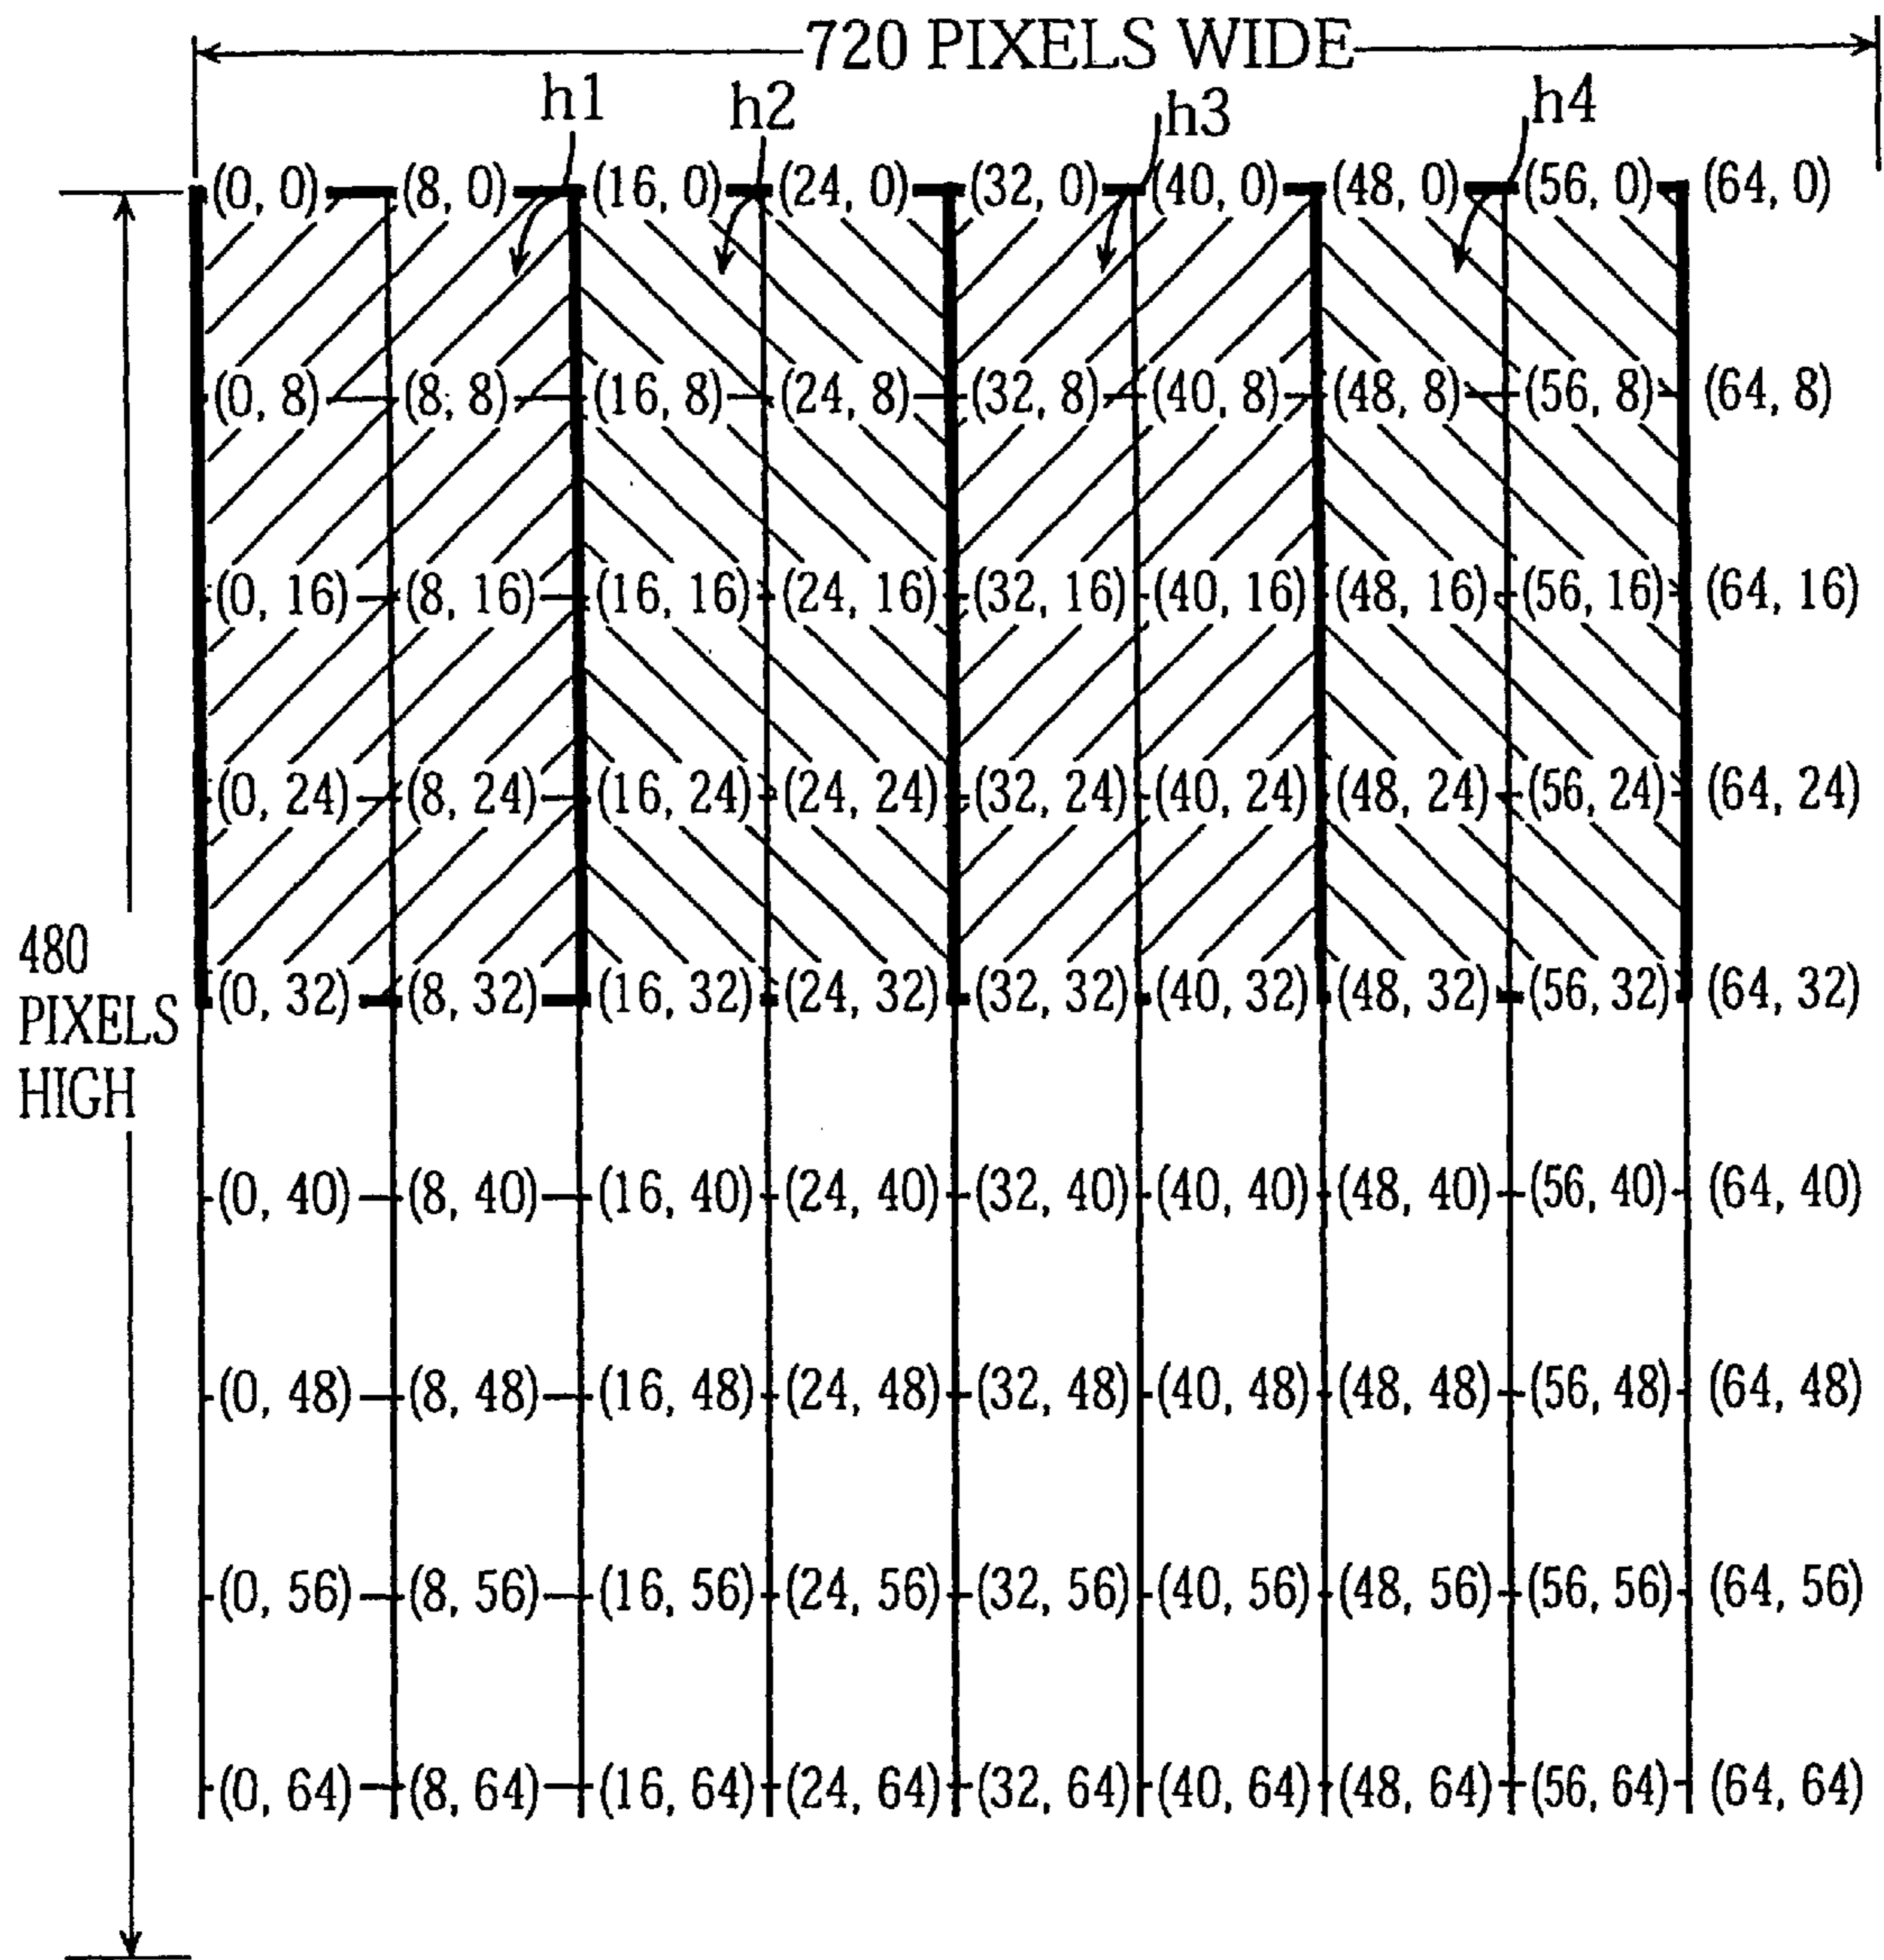 720 PIXELS WIDE
h1 h2 h3 h4
(0, 0) (8, 0) (16, 0) (24, 0) (32, 0) (40, 0) (48, 0) (56, 0) (64, 0)
(0, 8) (8, 8) (16, 8) (24, 8) (32, 8) (40, 8) (48, 8) (56, 8) (64, 8)
(0, 16) (8, 16) (16, 16) (24, 16) (32, 16) (40, 16) (48, 16) (56, 16) (64, 16)
(0, 24) (8, 24) (16, 24) (24, 24) (32, 24) (40, 24) (48, 24) (56, 24) (64, 24)
480
PIXELS
HIGH
(0, 32) (8, 32) (16, 32) (24, 32) (32, 32) (40, 32) (48, 32) (56, 32) (64, 32)
(0, 40) (8, 40) (16, 40) (24, 40) (32, 40) (40, 40) (48, 40) (56, 40) (64, 40)
(0, 48) (8, 48) (16, 48) (24, 48) (32, 48) (40, 48) (48, 48) (56, 48) (64, 48)
(0, 56) (8, 56) (16, 56) (24, 56) (32, 56) (40, 56) (48, 56) (56, 56) (64, 56)
(0, 64) (8, 64) (16, 64) (24, 64) (32, 64) (40, 64) (48, 64) (56, 64) (64, 64)